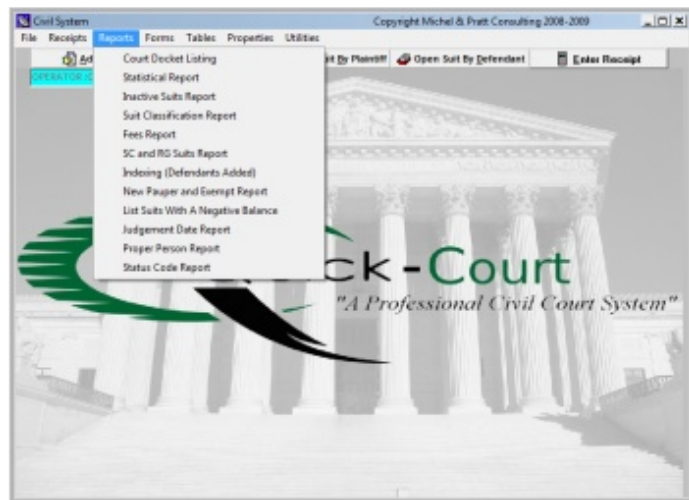 Civil System Copyright Michel & Pratt Consulting 2008-2009
File Receipts Reports Forms Tables Properties Utilities
Ad By Plaintiff Open Suit By Defendant Enter Receipt
OPERATOR
Court Docket Listing
Statistical Report
Inactive Suits Report
Suit Classification Report
Fees Report
SC and RG Suits Report
Indexing (Defendants Added)
New Pauper and Exempt Report
List Suits With A Negative Balance
Judgement Date Report
Proper Person Report
Status Code Report
ck-Court
"A Professional Civil Court System"